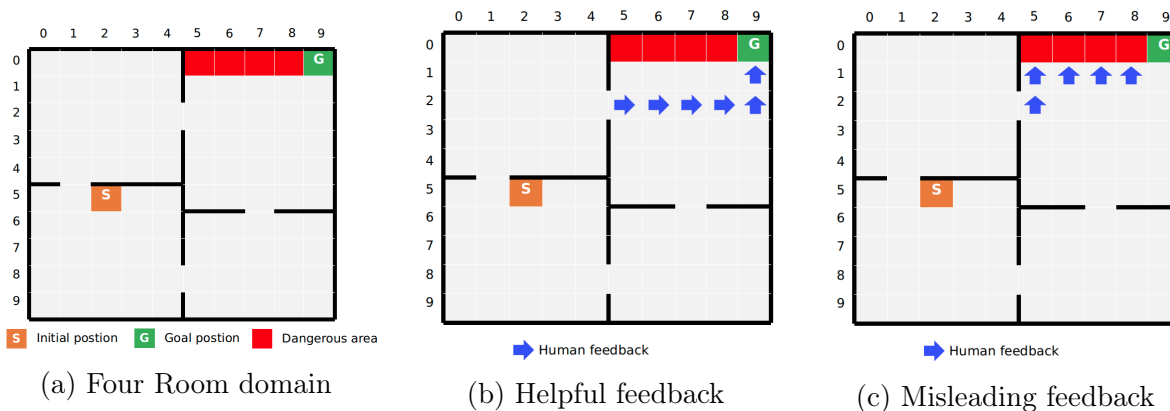 0 1 2 3 4 5 6 7 8 9
0 G
1
2
3
4
5 S
6
7
8
9
S Initial postion G Goal postion Dangerous area
(a) Four Room domain
0 1 2 3 4 5 6 7 8 9
0 G
1
2
3
4
5 S
6
7
8
9
Human feedback
(b) Helpful feedback
0 1 2 3 4 5 6 7 8 9
0 G
1
2
3
4
5 S
6
7
8
9
Human feedback
(c) Misleading feedback